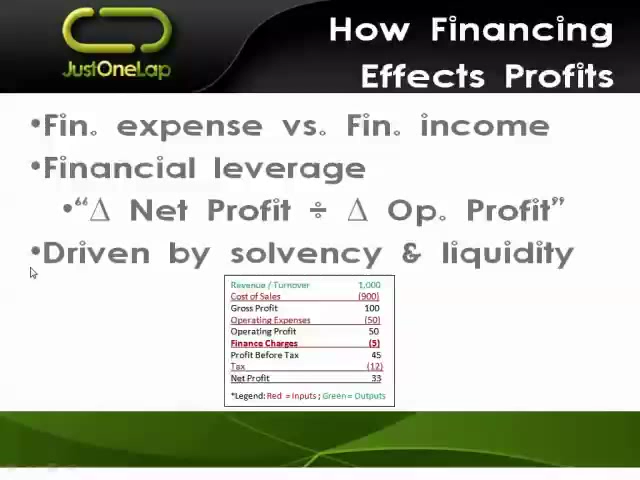 JustOneLap
How Financing
Effects Profits
•Fin. expense vs. Fin. income
•Financial leverage
•“Δ Net Profit ÷ Δ Op. Profit”
•Driven by solvency & liquidity
Revenue / Turnover 1,000
Cost of Sales (900)
Gross Profit 100
Operating Expenses (50)
Operating Profit 50
Finance Charges (5)
Profit Before Tax 45
Tax (12)
Net Profit 33
*Legend: Red = Inputs ; Green = Outputs